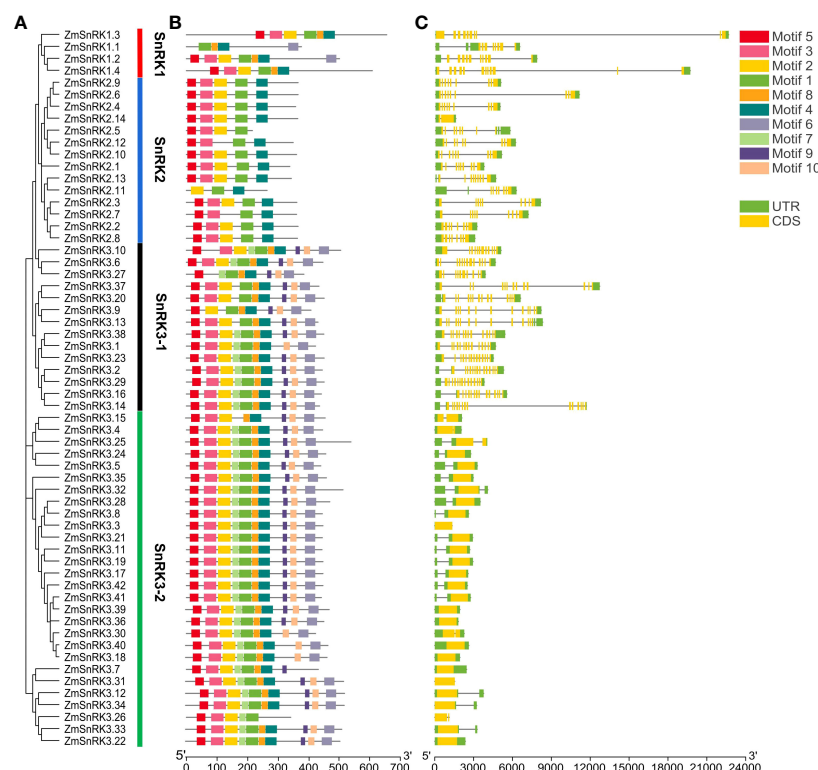 A
B
C
ZmSnRK1.3
ZmSnRK1.1
ZmSnRK1.2
ZmSnRK1.4
ZmSnRK2.9
ZmSnRK2.6
ZmSnRK2.4
ZmSnRK2.14
ZmSnRK2.5
ZmSnRK2.12
ZmSnRK2.10
ZmSnRK2.1
ZmSnRK2.13
ZmSnRK2.11
ZmSnRK2.3
ZmSnRK2.7
ZmSnRK2.2
ZmSnRK2.8
ZmSnRK3.10
ZmSnRK3.6
ZmSnRK3.27
ZmSnRK3.37
ZmSnRK3.20
ZmSnRK3.9
ZmSnRK3.13
ZmSnRK3.38
ZmSnRK3.1
ZmSnRK3.23
ZmSnRK3.2
ZmSnRK3.29
ZmSnRK3.16
ZmSnRK3.14
ZmSnRK3.15
ZmSnRK3.4
ZmSnRK3.25
ZmSnRK3.24
ZmSnRK3.5
ZmSnRK3.35
ZmSnRK3.32
ZmSnRK3.28
ZmSnRK3.8
ZmSnRK3.3
ZmSnRK3.21
ZmSnRK3.11
ZmSnRK3.19
ZmSnRK3.17
ZmSnRK3.42
ZmSnRK3.41
ZmSnRK3.39
ZmSnRK3.36
ZmSnRK3.30
ZmSnRK3.40
ZmSnRK3.18
ZmSnRK3.7
ZmSnRK3.31
ZmSnRK3.12
ZmSnRK3.34
ZmSnRK3.26
ZmSnRK3.33
ZmSnRK3.22
SnRK1
SnRK2
SnRK3-1
SnRK3-2
5' 3'
0 100 200 300 400 500 600 700
5' 3'
0 3000 6000 9000 12000 15000 18000 21000 24000
Motif 5
Motif 3
Motif 2
Motif 1
Motif 8
Motif 4
Motif 6
Motif 7
Motif 9
Motif 10
UTR
CDS